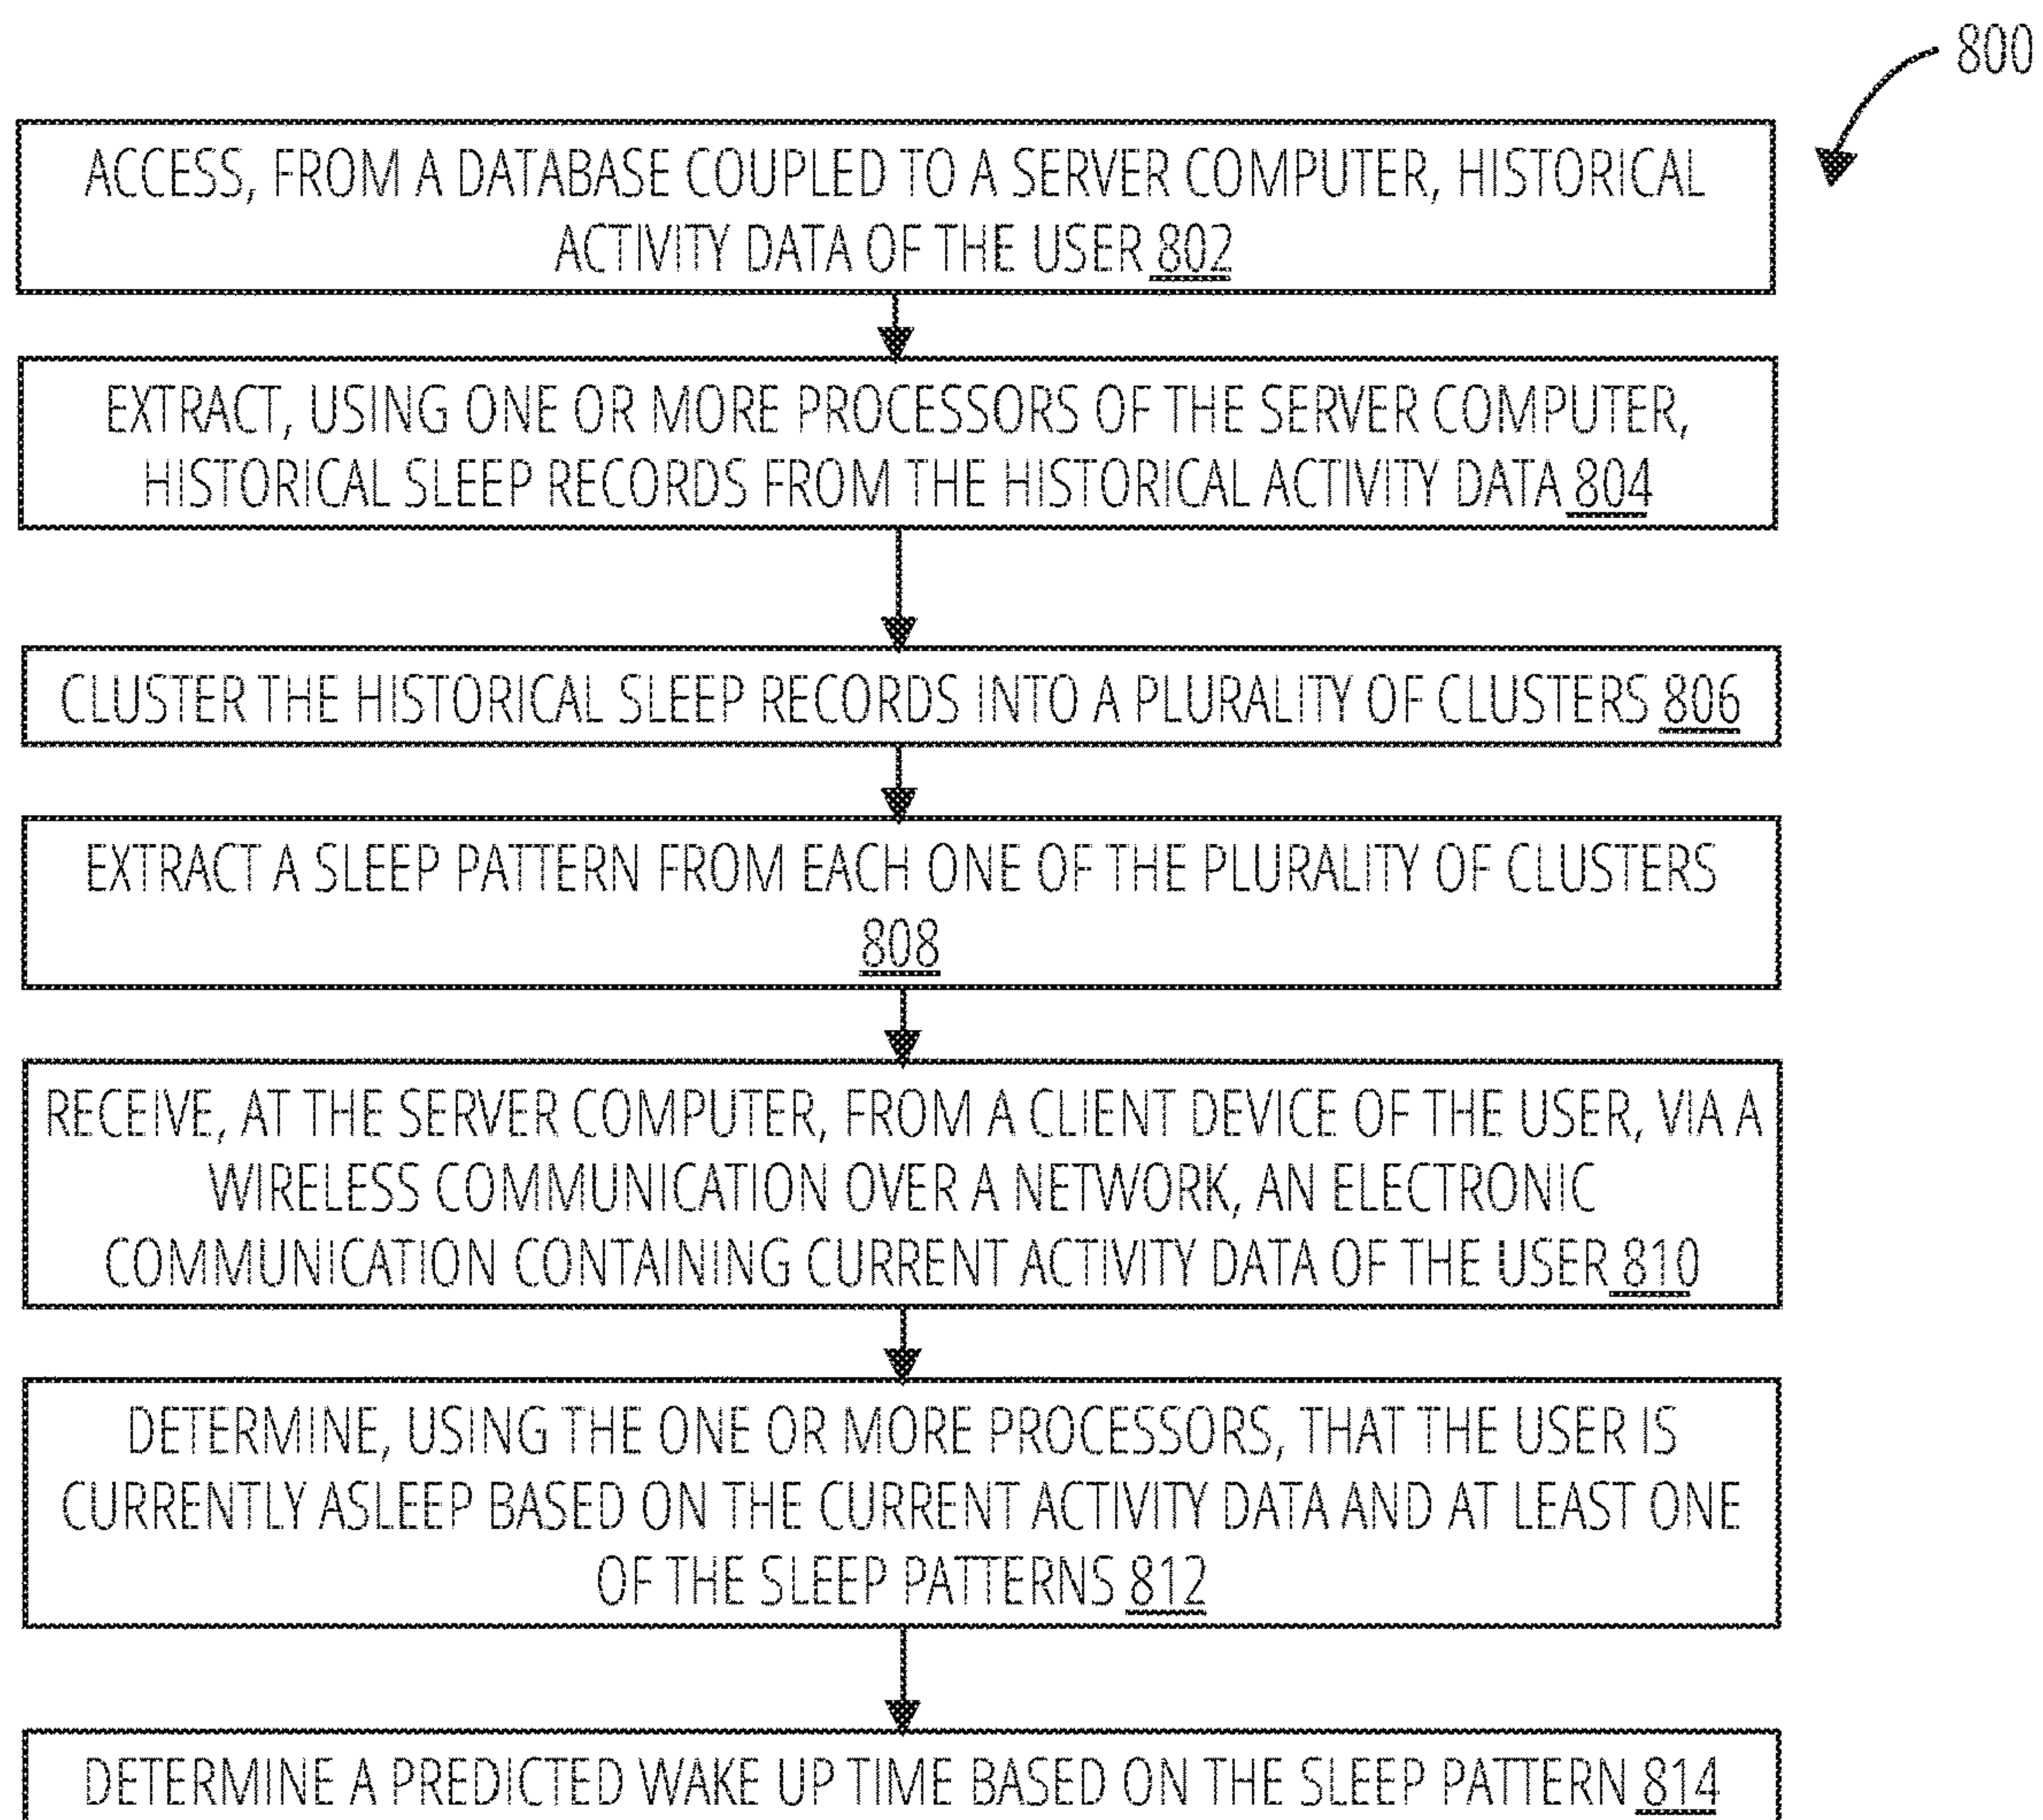 800
ACCESS, FROM A DATABASE COUPLED TO A SERVER COMPUTER, HISTORICAL
ACTIVITY DATA OF THE USER 802
EXTRACT, USING ONE OR MORE PROCESSORS OF THE SERVER COMPUTER,
HISTORICAL SLEEP RECORDS FROM THE HISTORICAL ACTIVITY DATA 804
CLUSTER THE HISTORICAL SLEEP RECORDS INTO A PLURALITY OF CLUSTERS 806
EXTRACT A SLEEP PATTERN FROM EACH ONE OF THE PLURALITY OF CLUSTERS
808
RECEIVE, AT THE SERVER COMPUTER, FROM A CLIENT DEVICE OF THE USER, VIA A
WIRELESS COMMUNICATION OVER A NETWORK, AN ELECTRONIC
COMMUNICATION CONTAINING CURRENT ACTIVITY DATA OF THE USER 810
DETERMINE, USING THE ONE OR MORE PROCESSORS, THAT THE USER IS
CURRENTLY ASLEEP BASED ON THE CURRENT ACTIVITY DATA AND AT LEAST ONE
OF THE SLEEP PATTERNS 812
DETERMINE A PREDICTED WAKE UP TIME BASED ON THE SLEEP PATTERN 814